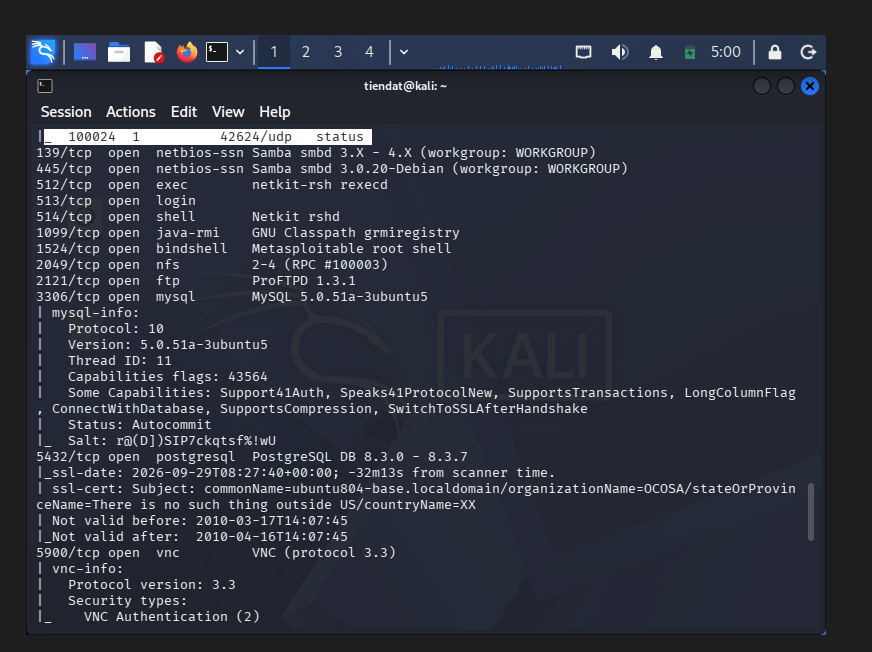 1 2 3 4 5:00
tiendat@kali: ~
Session Actions Edit View Help
|_  100024  1          42624/udp   status
139/tcp  open  netbios-ssn Samba smbd 3.X - 4.X (workgroup: WORKGROUP)
445/tcp  open  netbios-ssn Samba smbd 3.0.20-Debian (workgroup: WORKGROUP)
512/tcp  open  exec        netkit-rsh rexecd
513/tcp  open  login
514/tcp  open  shell       Netkit rshd
1099/tcp open  java-rmi    GNU Classpath grmiregistry
1524/tcp open  bindshell   Metasploitable root shell
2049/tcp open  nfs         2-4 (RPC #100003)
2121/tcp open  ftp         ProFTPD 1.3.1
3306/tcp open  mysql       MySQL 5.0.51a-3ubuntu5
| mysql-info:
|   Protocol: 10
|   Version: 5.0.51a-3ubuntu5
|   Thread ID: 11
|   Capabilities flags: 43564
|   Some Capabilities: Support41Auth, Speaks41ProtocolNew, SupportsTransactions, LongColumnFlag
, ConnectWithDatabase, SupportsCompression, SwitchToSSLAfterHandshake
|   Status: Autocommit
|_  Salt: r@(D])SIP7ckqtsf%!wU
5432/tcp open  postgresql  PostgreSQL DB 8.3.0 - 8.3.7
|_ssl-date: 2026-09-29T08:27:40+00:00; -32m13s from scanner time.
| ssl-cert: Subject: commonName=ubuntu804-base.localdomain/organizationName=OCOSA/stateOrProvin
ceName=There is no such thing outside US/countryName=XX
| Not valid before: 2010-03-17T14:07:45
|_Not valid after:  2010-04-16T14:07:45
5900/tcp open  vnc         VNC (protocol 3.3)
| vnc-info:
|   Protocol version: 3.3
|   Security types:
|_    VNC Authentication (2)
KALI